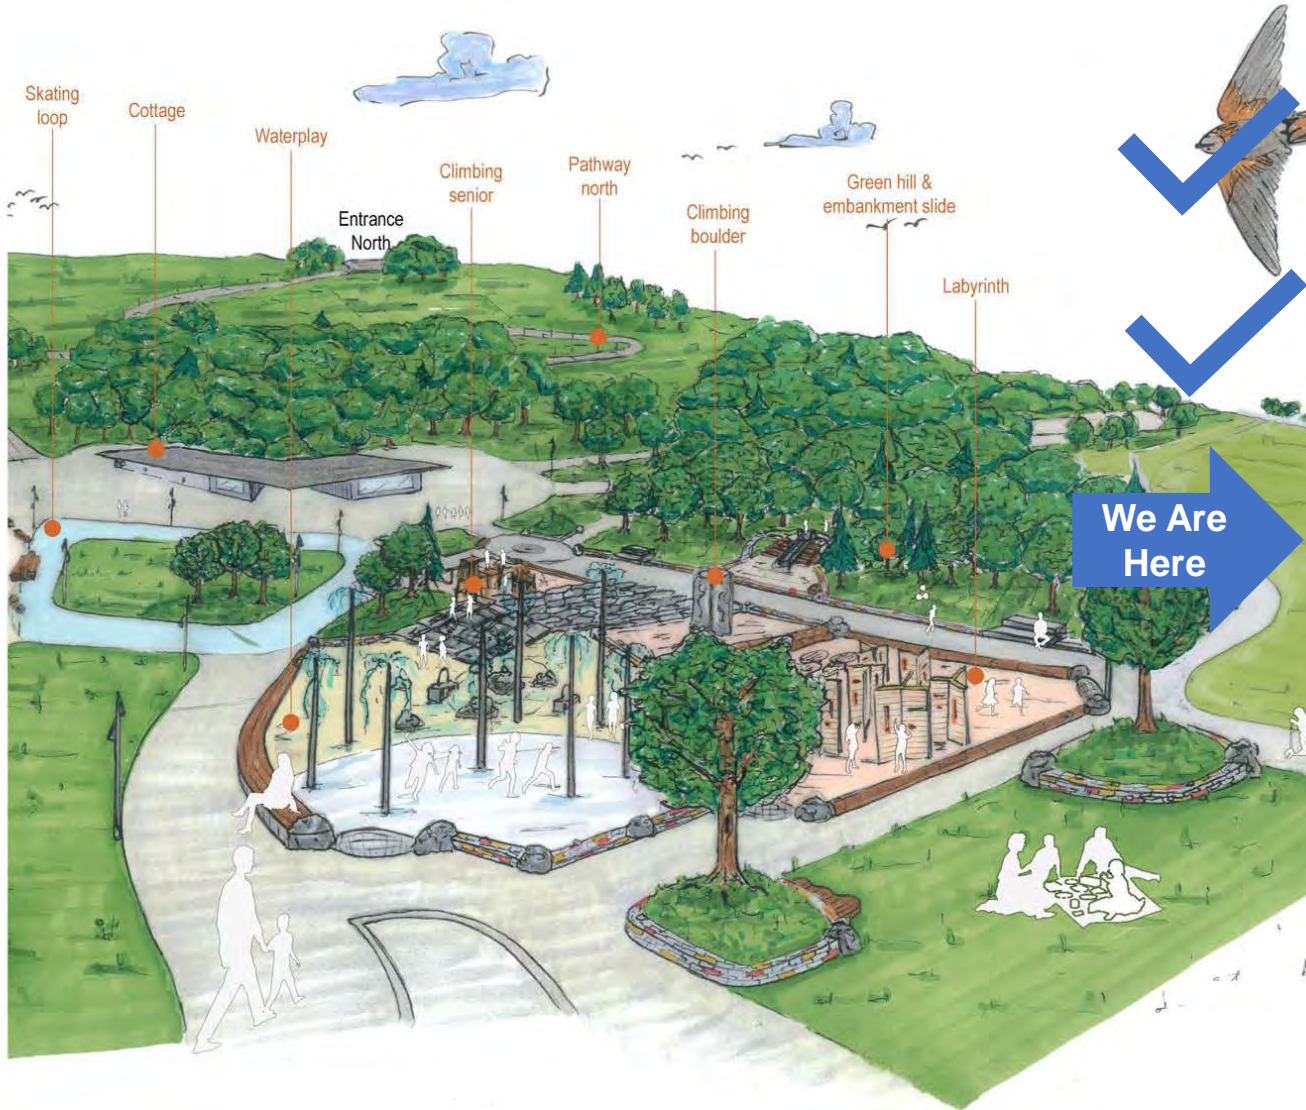 Skating
loop
Cottage
Waterplay
Climbing
senior
Pathway
north
Entrance
North
Climbing
boulder
Green hill &
embankment slide
Labyrinth
We Are
Here